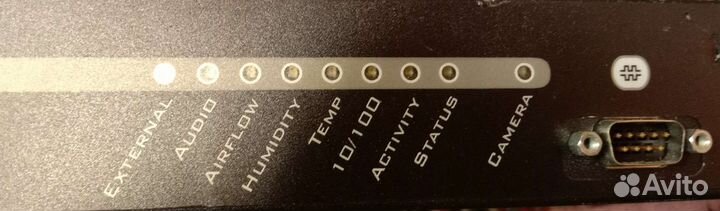 EXTERNAL
AUDIO
AIRFLOW
HUMIDITY
TEMP
10/100
ACTIVITY
STATUS
CAMERA
Avito